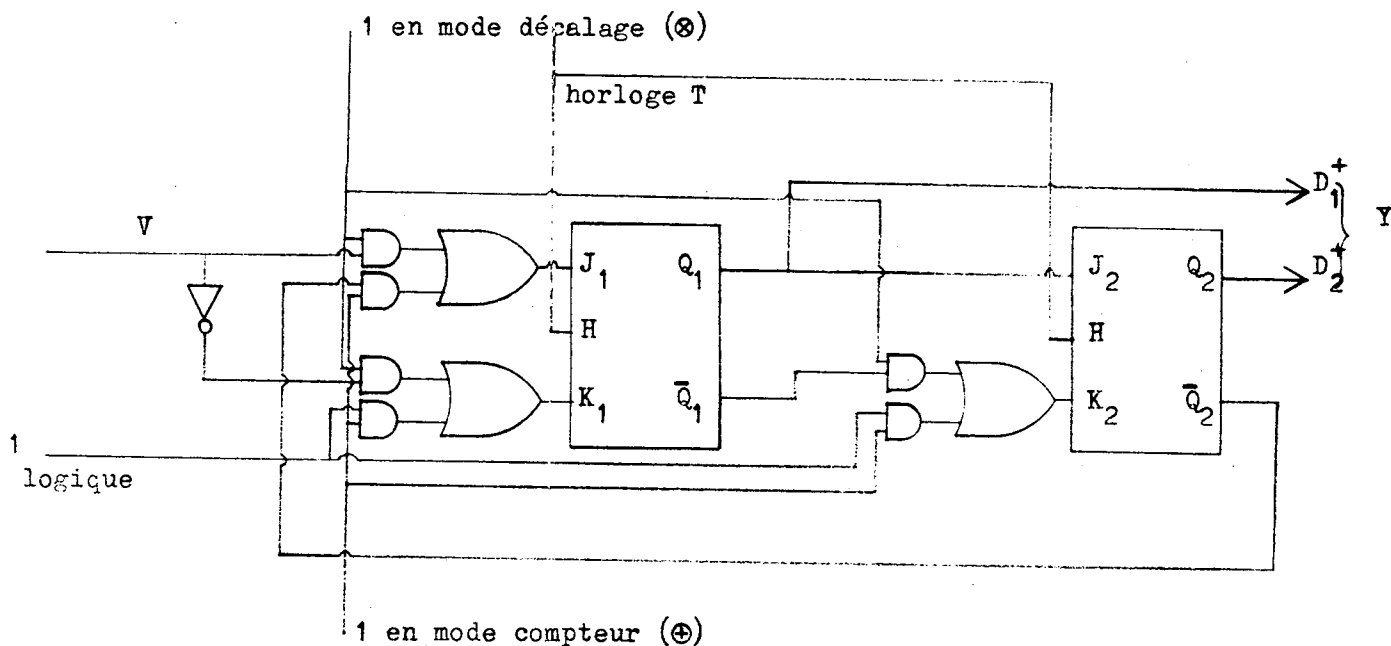 1 en mode décalage (⊗)
horloge T
D₁⁺
Y
V
J₁ Q₁ J₂ Q₂ D₂⁺
H H
K₁ Q̄₁ K₂ Q̄₂
1
logique
1 en mode compteur (⊕)